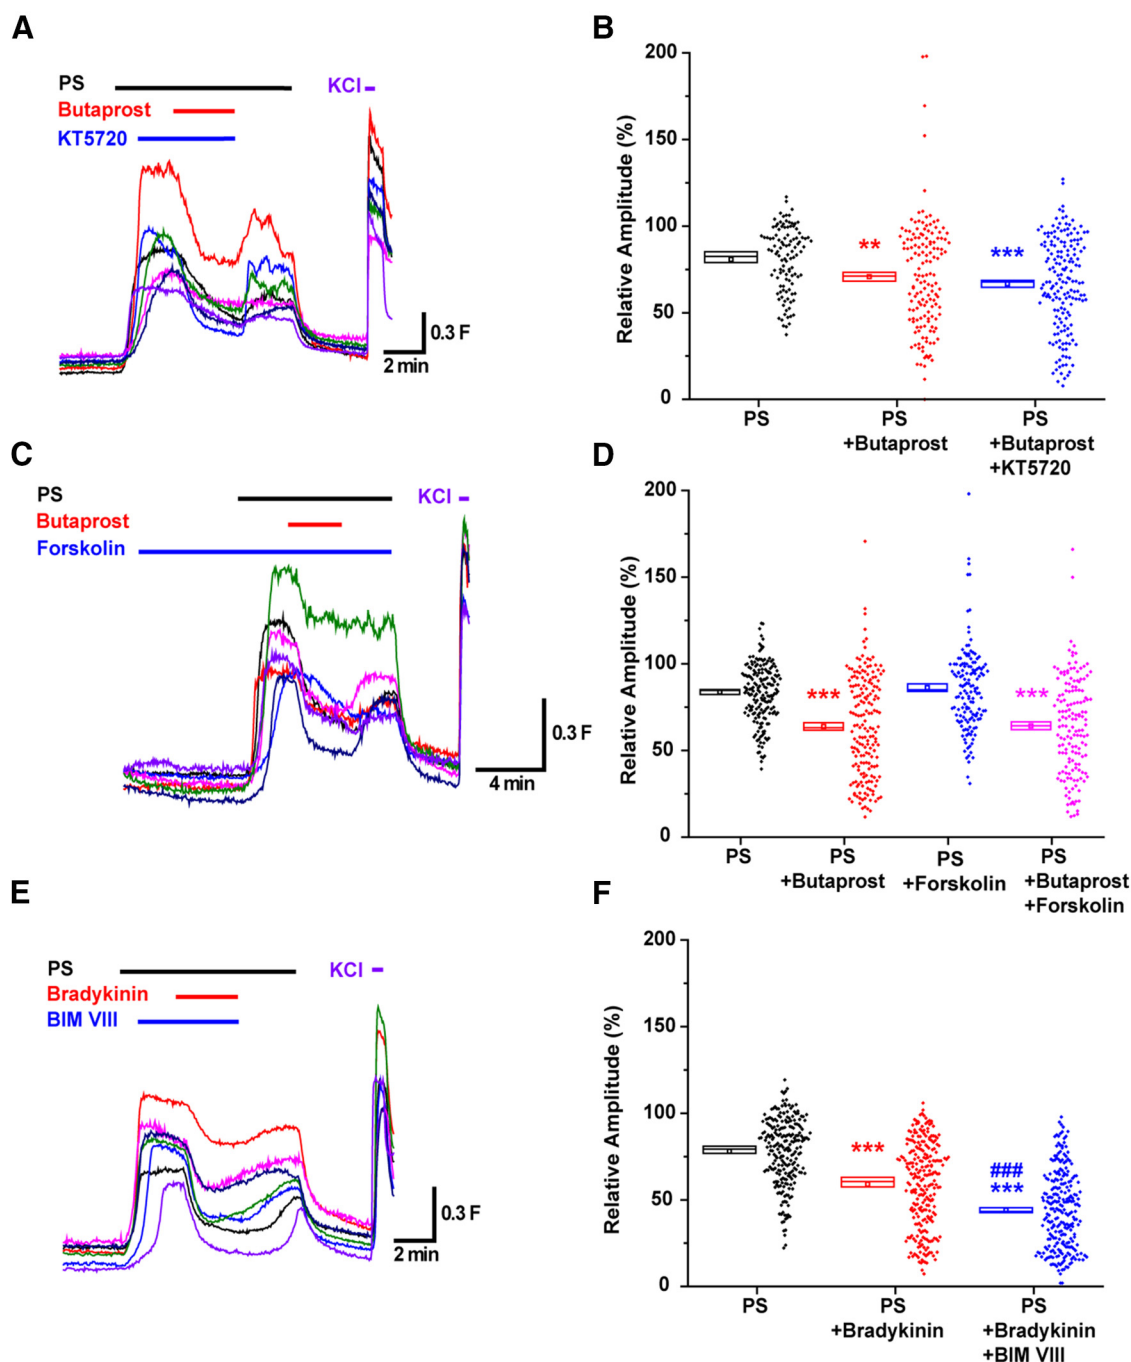 A
PS
Butaprost
KT5720
KCl
0.3 F
2 min
B
Relative Amplitude (%)
200
150
100
50
0
**
***
PS
PS
+Butaprost
PS
+Butaprost
+KT5720
C
PS
Butaprost
Forskolin
KCl
0.3 F
4 min
D
Relative Amplitude (%)
200
150
100
50
0
***
***
PS
PS
+Butaprost
PS
+Forskolin
PS
+Butaprost
+Forskolin
E
PS
Bradykinin
BIM VIII
KCl
0.3 F
2 min
F
Relative Amplitude (%)
200
150
100
50
0
***
###
***
PS
PS
+Bradykinin
PS
+Bradykinin
+BIM VIII